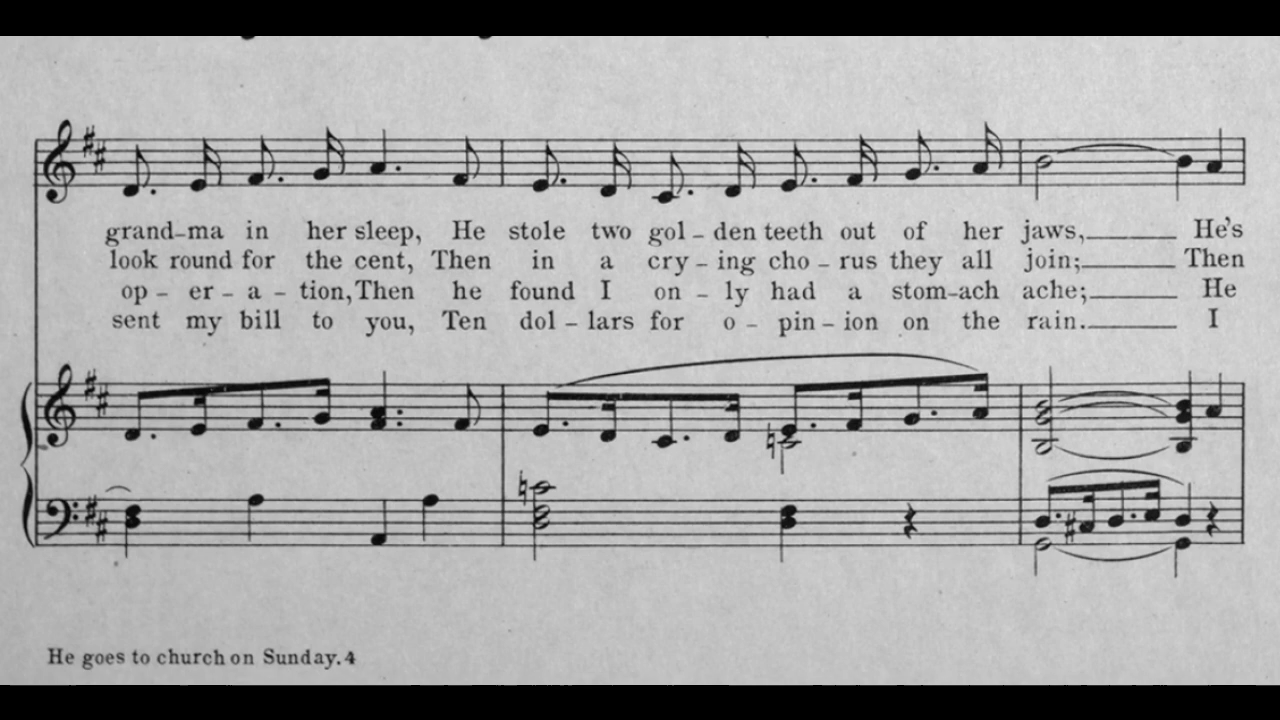 grand-ma in her sleep, He stole two gol-den teeth out of her jaws, He's
look round for the cent, Then in a cry-ing cho-rus they all join; Then
op-er-a-tion, Then he found I on-ly had a stom-ach ache; He
sent my bill to you, Ten dol-lars for o-pin-ion on the rain. I
He goes to church on Sunday. 4